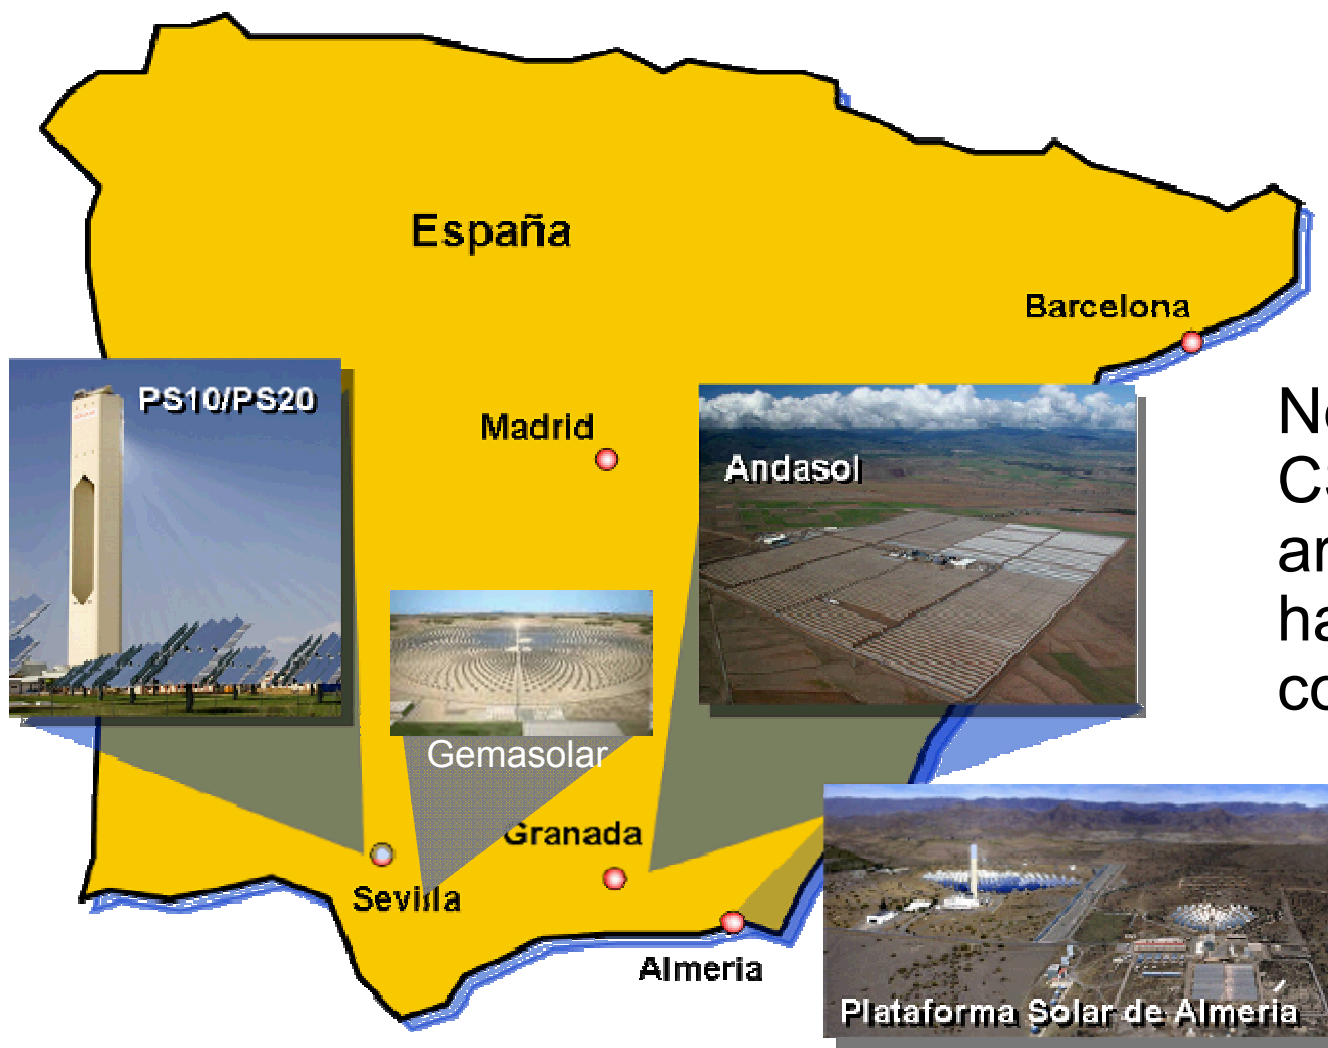 España
Barcelona
PS10/PS20
Madrid
Andasol
Gemasolar
Granada
Sevilla
Almeria
Plataforma Solar de Almeria